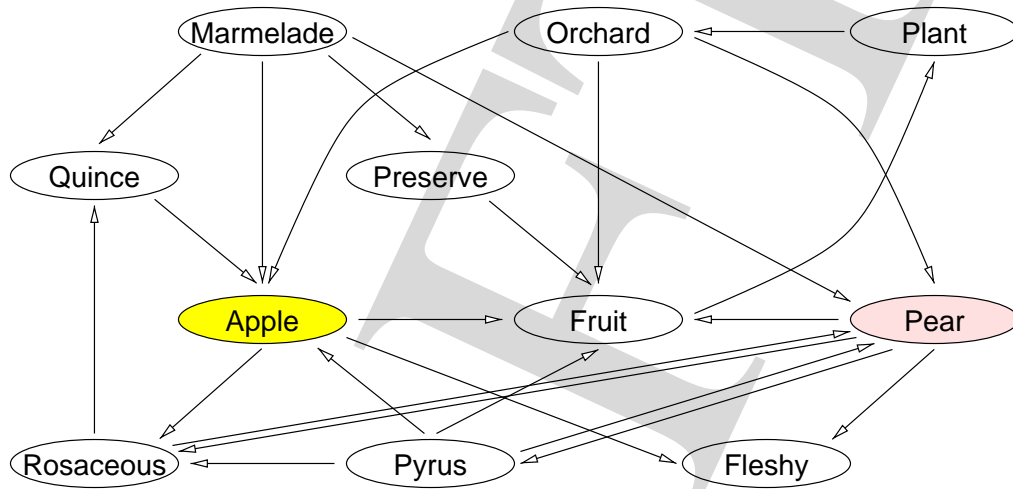 Marmelade
Orchard
Plant
Quince
Preserve
Apple
Fruit
Pear
Rosaceous
Pyrus
Fleshy